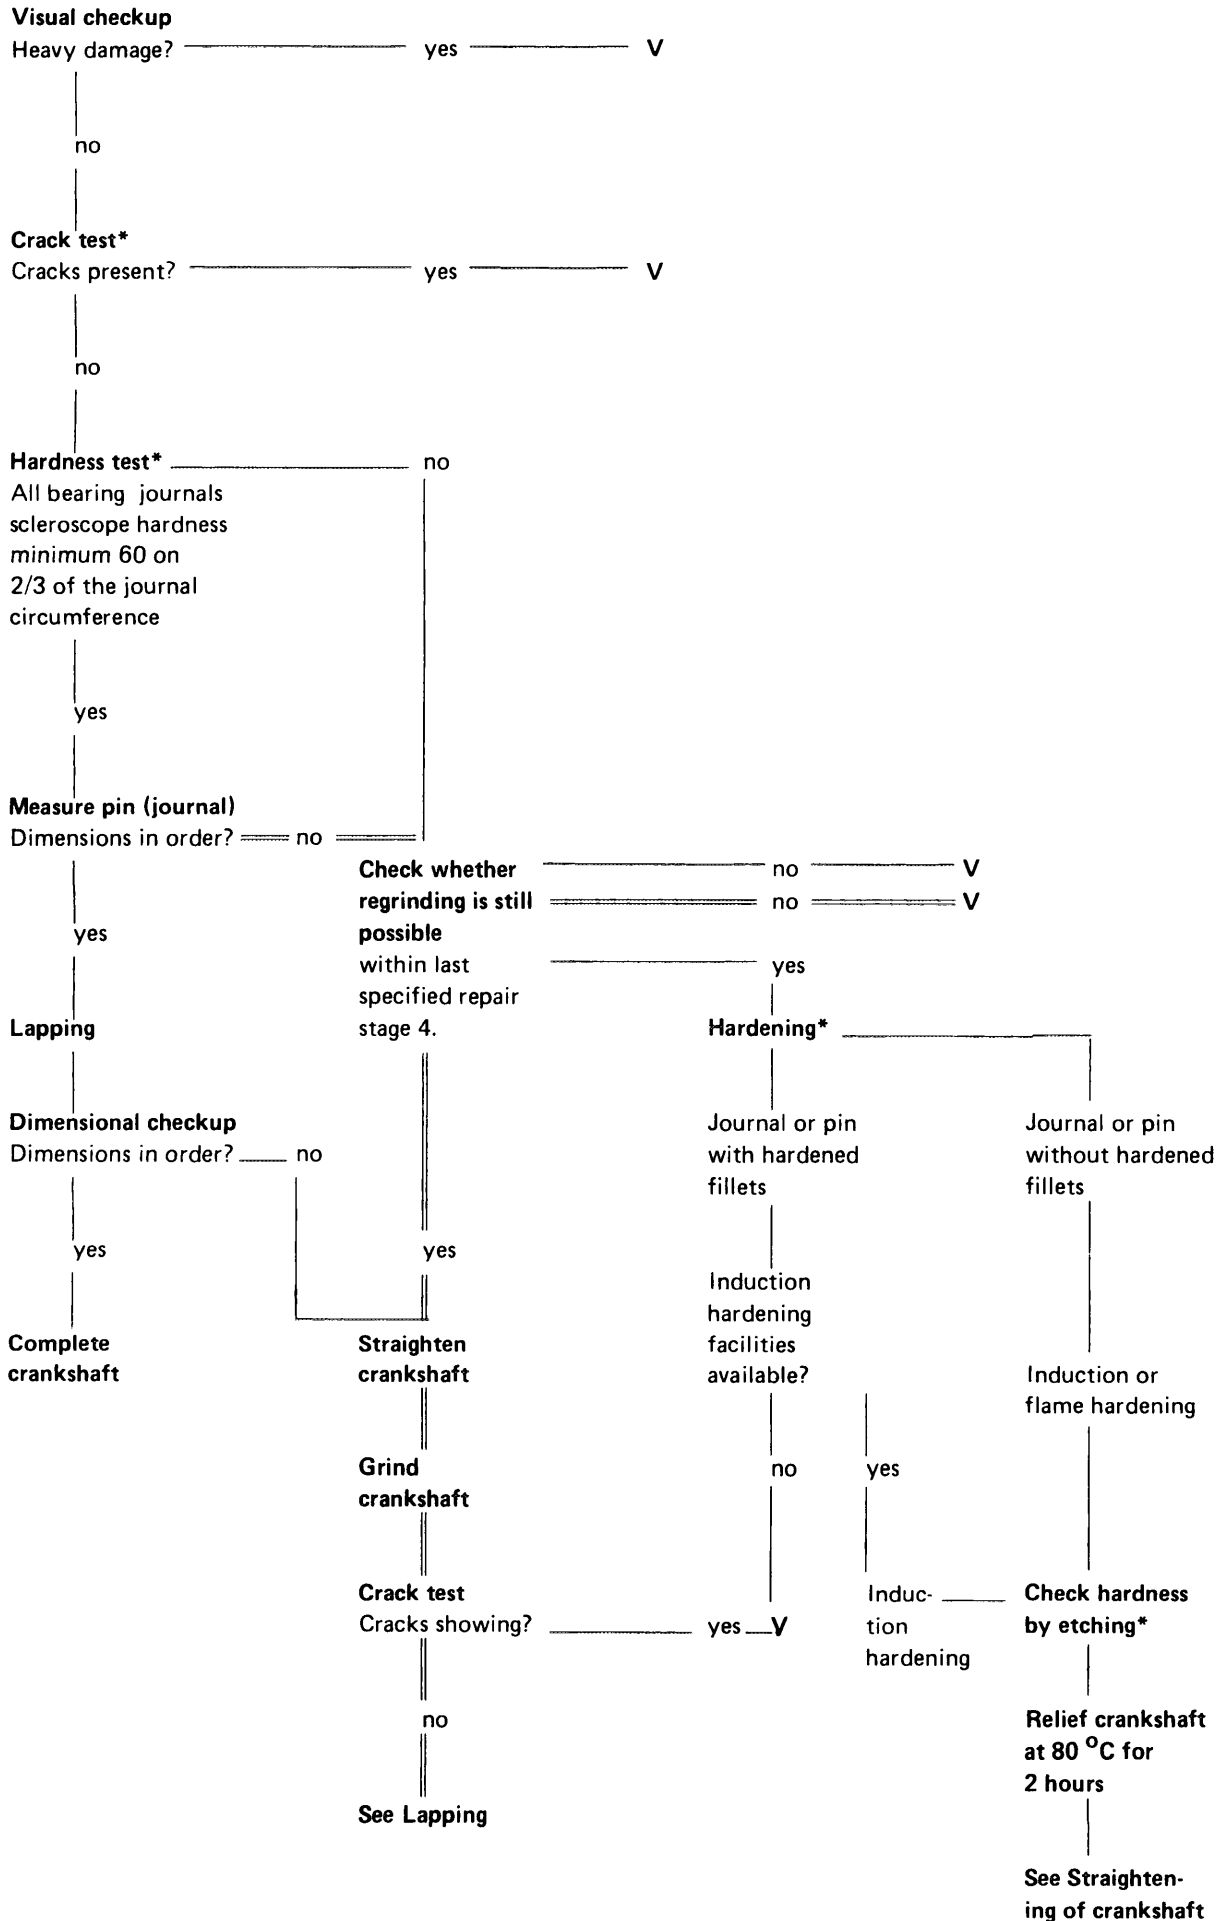 Visual checkup
Heavy damage? yes V
no
Crack test*
Cracks present? yes V
no
Hardness test* no
All bearing journals
scleroscope hardness
minimum 60 on
2/3 of the journal
circumference
yes
Measure pin (journal)
Dimensions in order? no
Check whether no V
regrinding is still no V
possible
within last yes
specified repair
stage 4.
yes
Lapping
Hardening*
Dimensional checkup
Dimensions in order? no
yes
Complete
crankshaft
yes
Straighten
crankshaft
Grind
crankshaft
Crack test
Cracks showing? yes V
no
See Lapping
Journal or pin
with hardened
fillets
Induction
hardening
facilities
available?
no yes
Induc-
tion
hardening
Journal or pin
without hardened
fillets
Induction or
flame hardening
Check hardness
by etching*
Relief crankshaft
at 80 °C for
2 hours
See Straighten-
ing of crankshaft